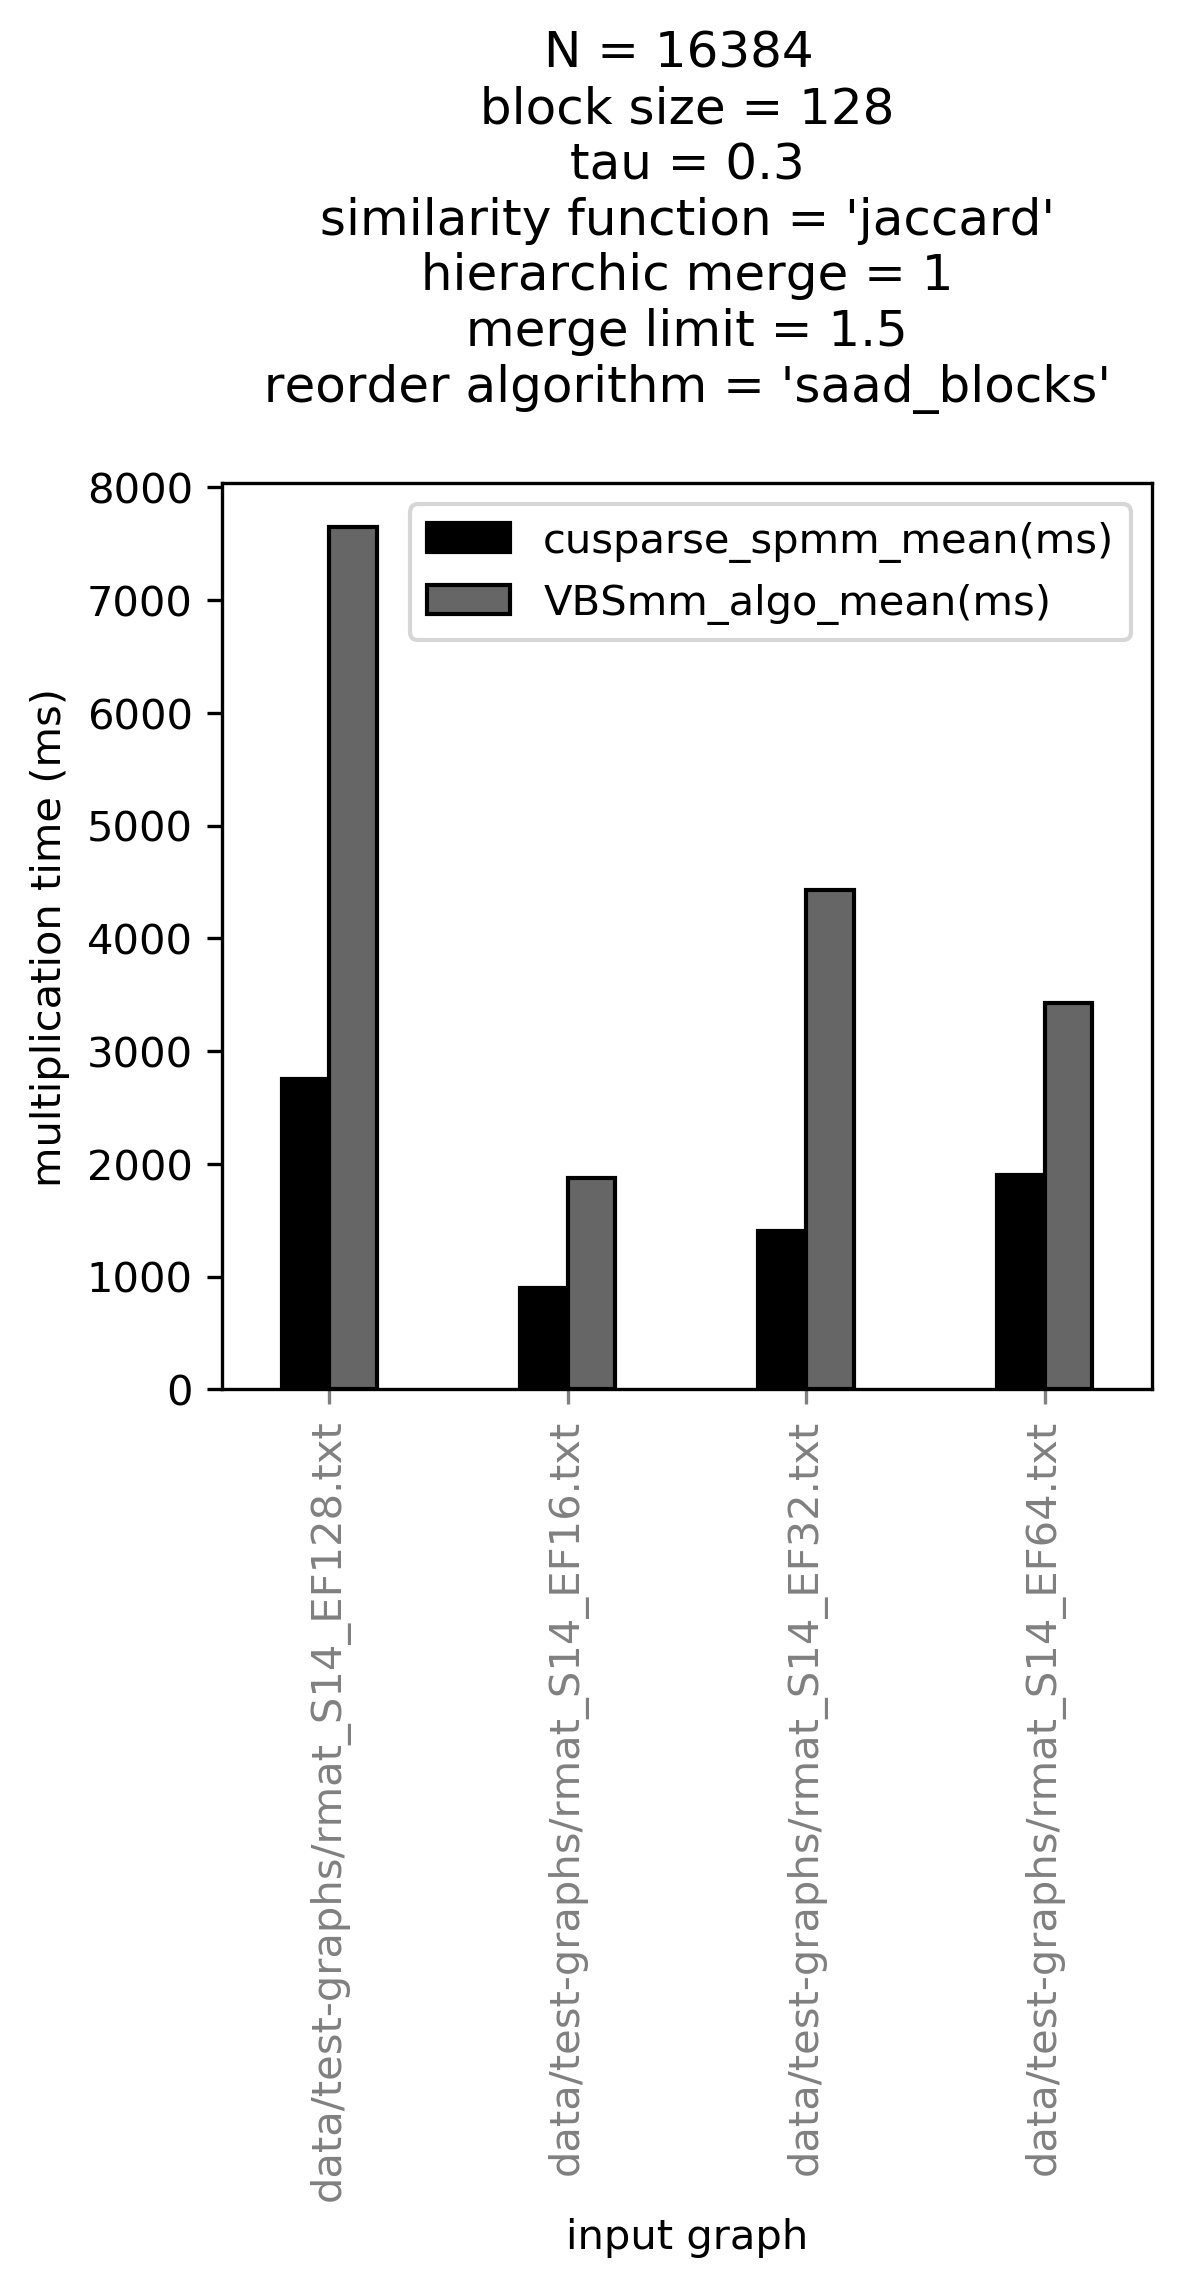 N = 16384
block size = 128
tau = 0.3
similarity function = 'jaccard'
hierarchic merge = 1
merge limit = 1.5
reorder algorithm = 'saad_blocks'
cusparse_spmm_mean(ms)
VBSmm_algo_mean(ms)
multiplication time (ms)
8000
7000
6000
5000
4000
3000
2000
1000
0
data/test-graphs/rmat_S14_EF128.txt
data/test-graphs/rmat_S14_EF16.txt
data/test-graphs/rmat_S14_EF32.txt
data/test-graphs/rmat_S14_EF64.txt
input graph